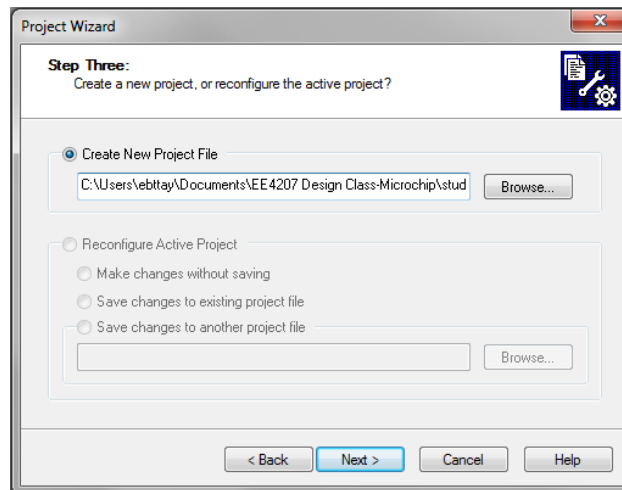 Project Wizard
Step Three:
Create a new project, or reconfigure the active project?
Create New Project File
C:\Users\ebttay\Documents\EE4207 Design Class-Microchip\stud
Browse...
Reconfigure Active Project
Make changes without saving
Save changes to existing project file
Save changes to another project file
Browse...
< Back
Next >
Cancel
Help